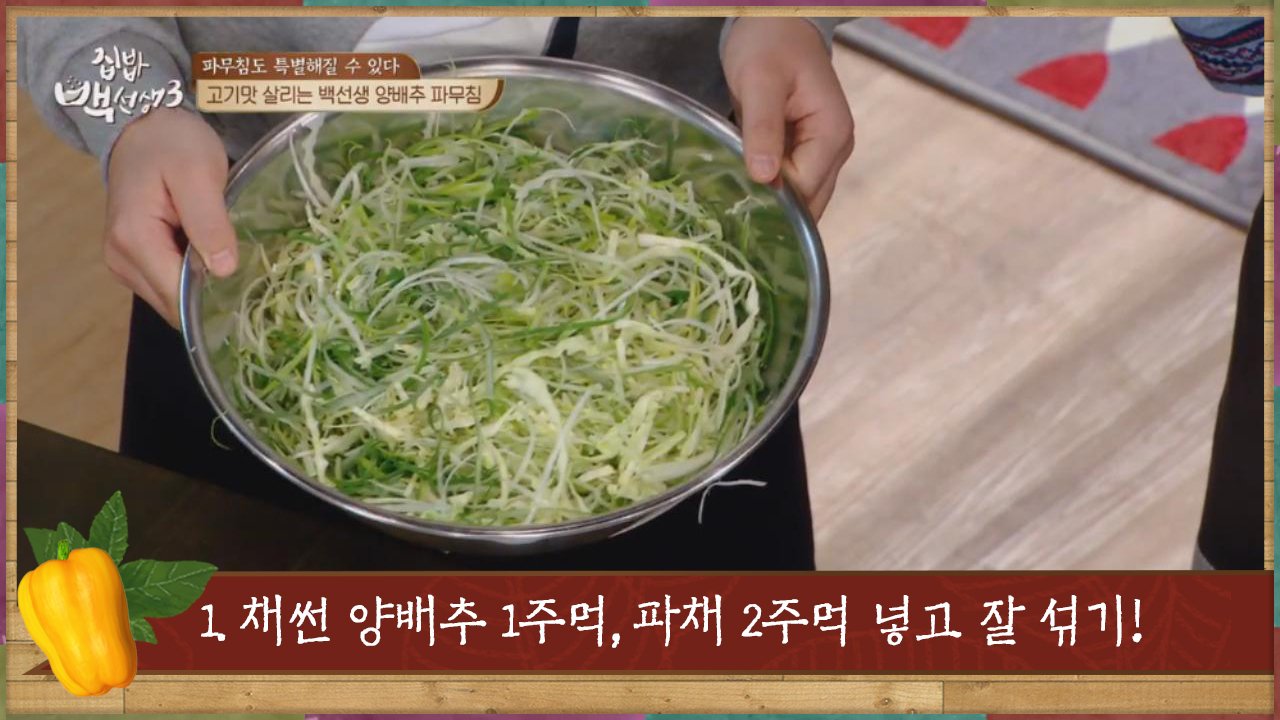 집밥
백선생3
파무침도 특별해질 수 있다
고기맛 살리는 백선생 양배추 파무침
1. 채썬 양배추 1주먹, 파채 2주먹 넣고 잘 섞기!